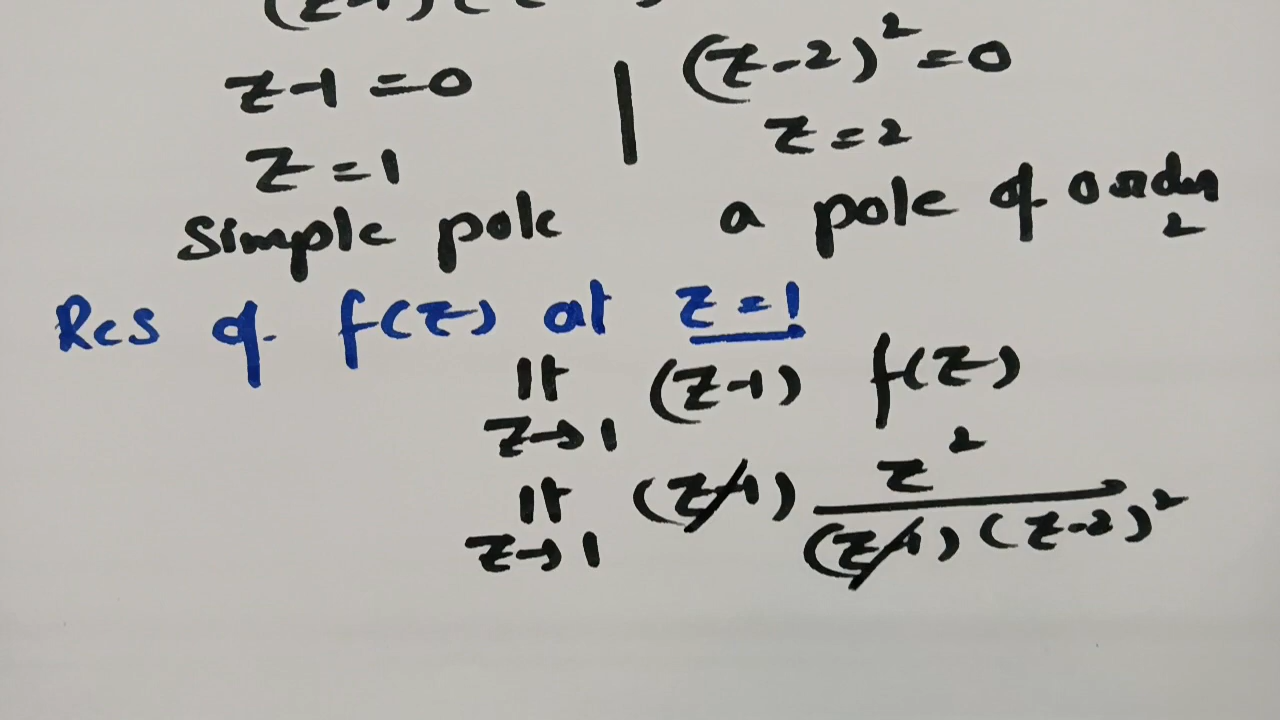 z-1=0 | (z-2)²=0
z=1 z=2
Simple pole a pole of order
2
Res of f(z) at z=1
lt (z-1) f(z)
z→1
lt (z-1) z²/(z-1)(z-2)²
z→1